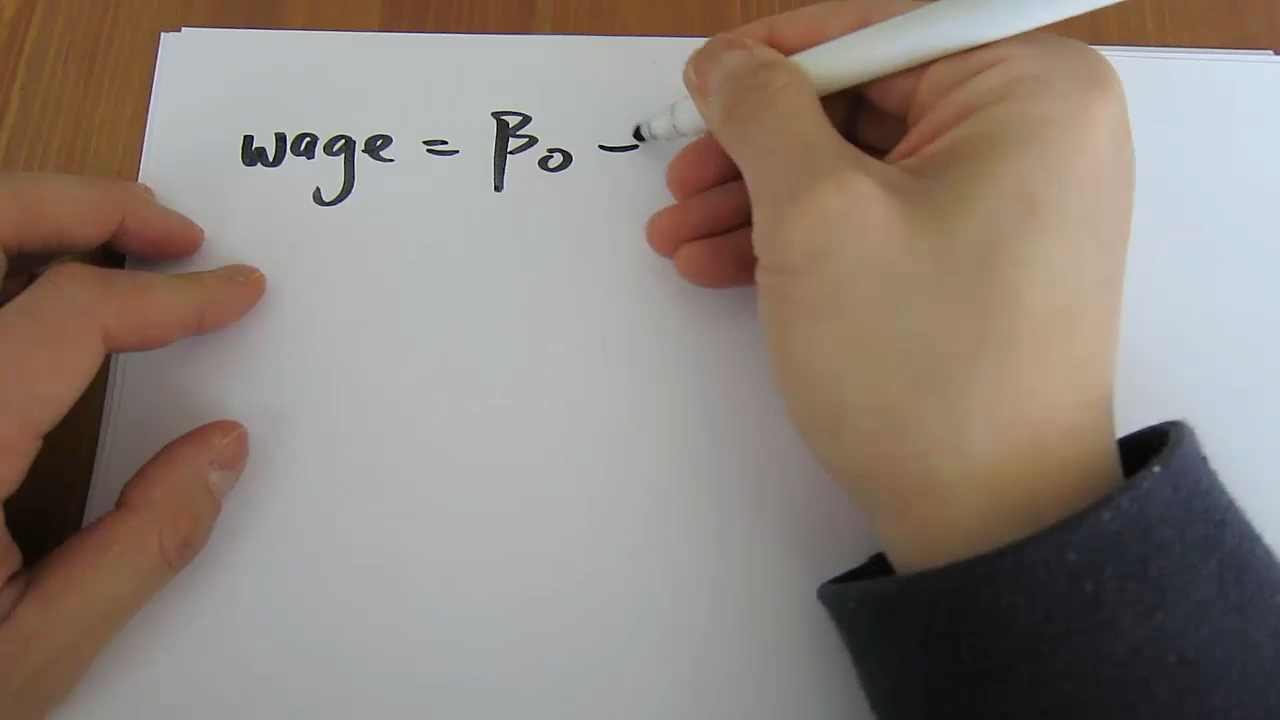 wage = β₀ –